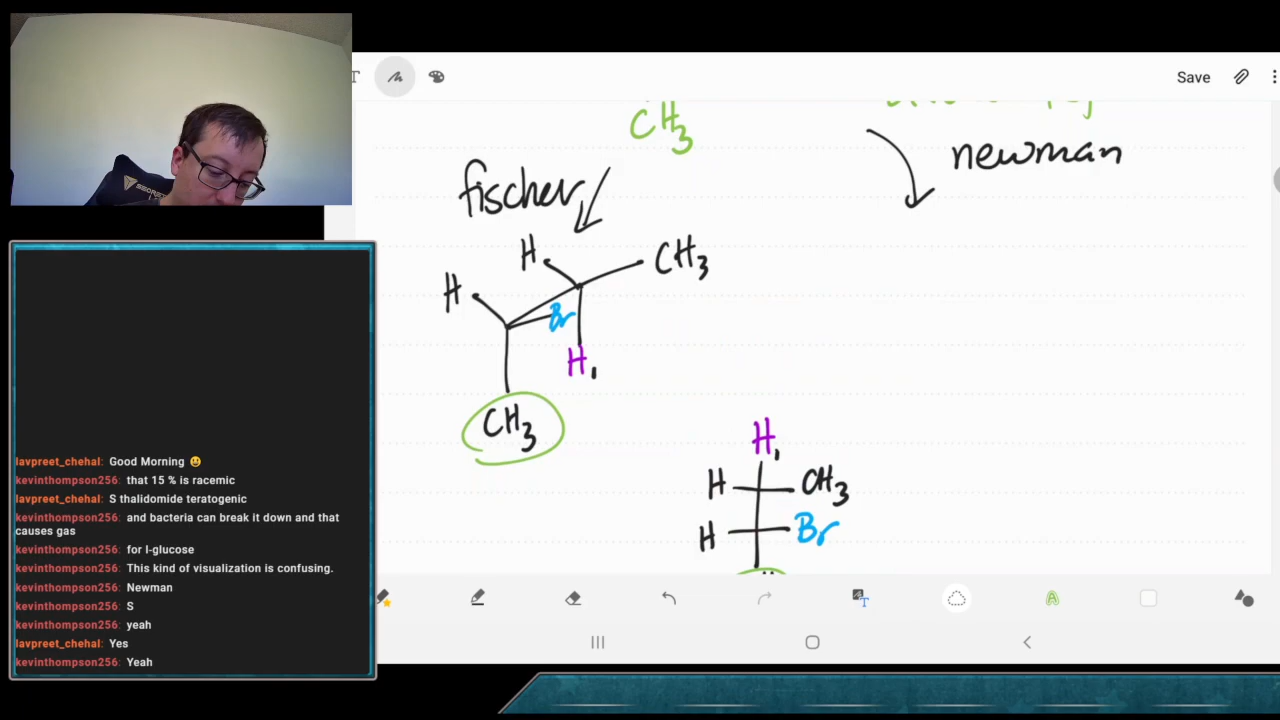 T
Save
CH3
newman
fischer
H
CH3
H
Br
H1
CH3
H1
H
CH3
H
Br
lavpreet_chehal: Good Morning 😃
kevinthompson256: that 15 % is racemic
lavpreet_chehal: S thalidomide teratogenic
kevinthompson256: and bacteria can break it down and that
causes gas
kevinthompson256: for l-glucose
kevinthompson256: This kind of visualization is confusing.
kevinthompson256: Newman
kevinthompson256: S
kevinthompson256: yeah
lavpreet_chehal: Yes
kevinthompson256: Yeah